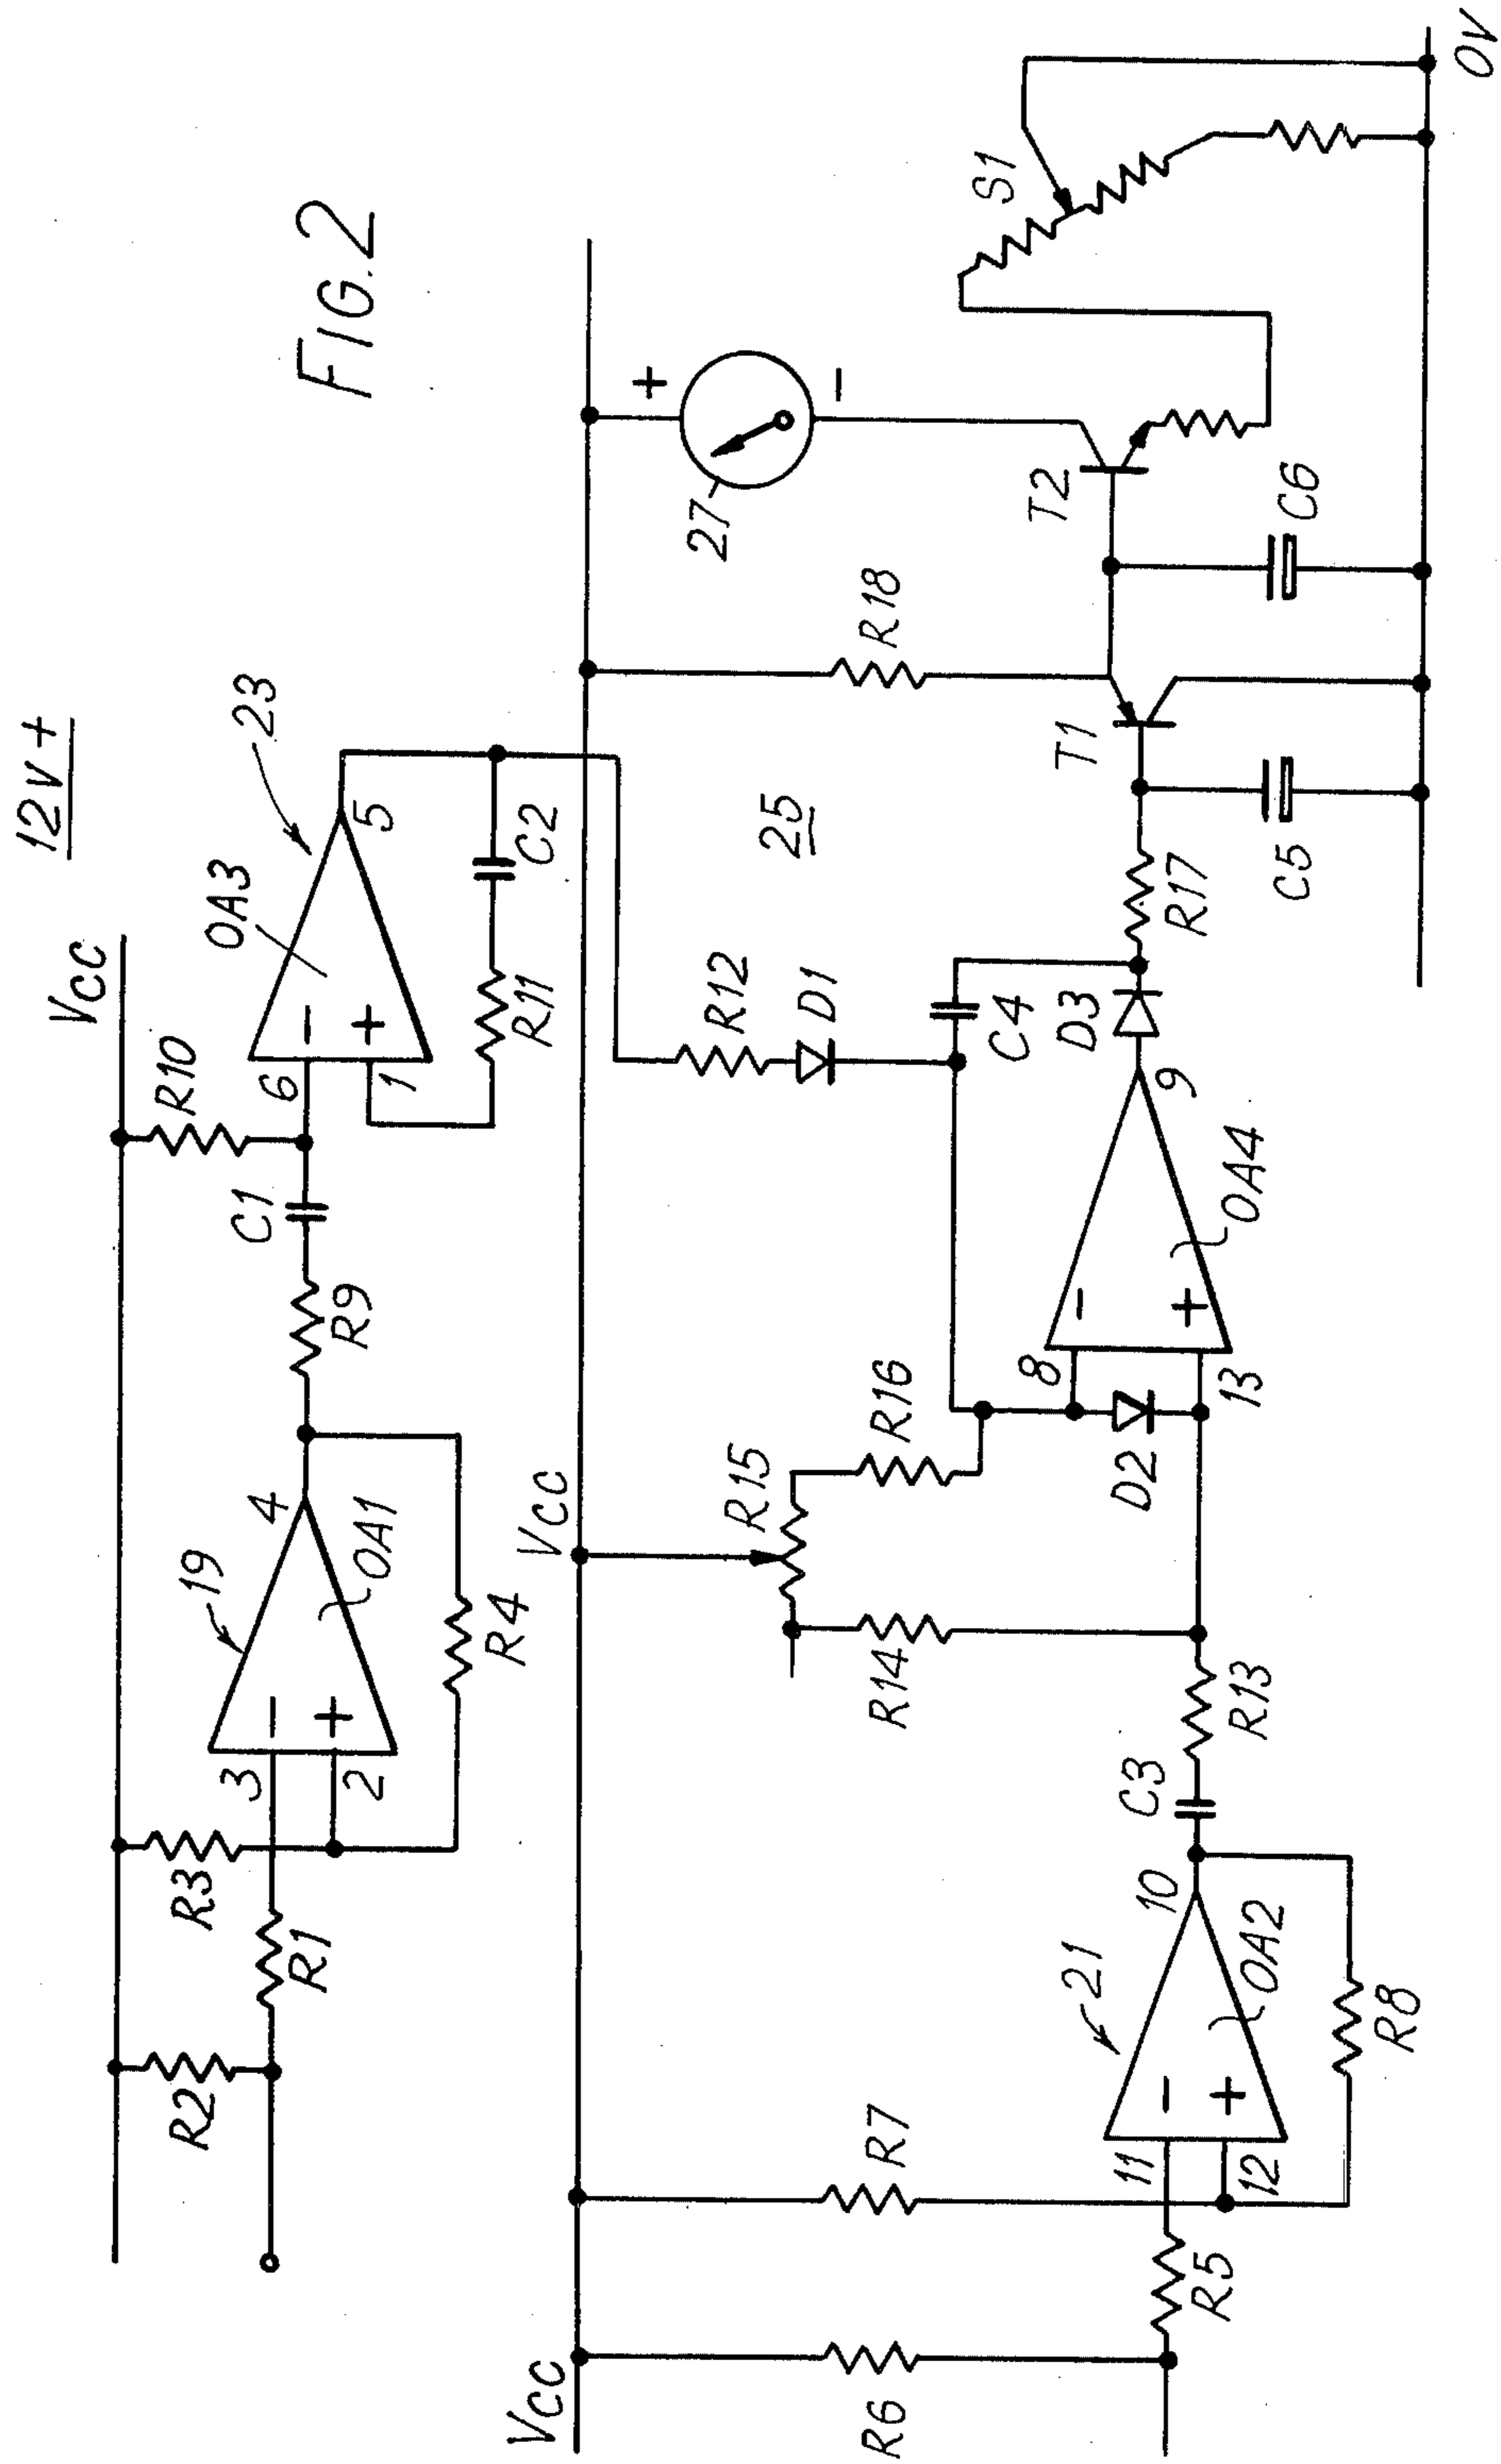 FIG.2
12V+
Vcc
R2
R3
R1
3
2
−
+
19
4
OA1
R4
R9
C1
R10
6
1
−
+
OA3
5
23
R11
C2
Vcc
Vcc
R6
R5
R7
11
12
−
+
21
10
OA2
R8
C3
R13
R14
R15
R16
D2
8
13
−
+
OA4
9
R12
D1
C4
D3
25
R17
C5
T1
R18
27
+
−
T2
C6
S1
0V